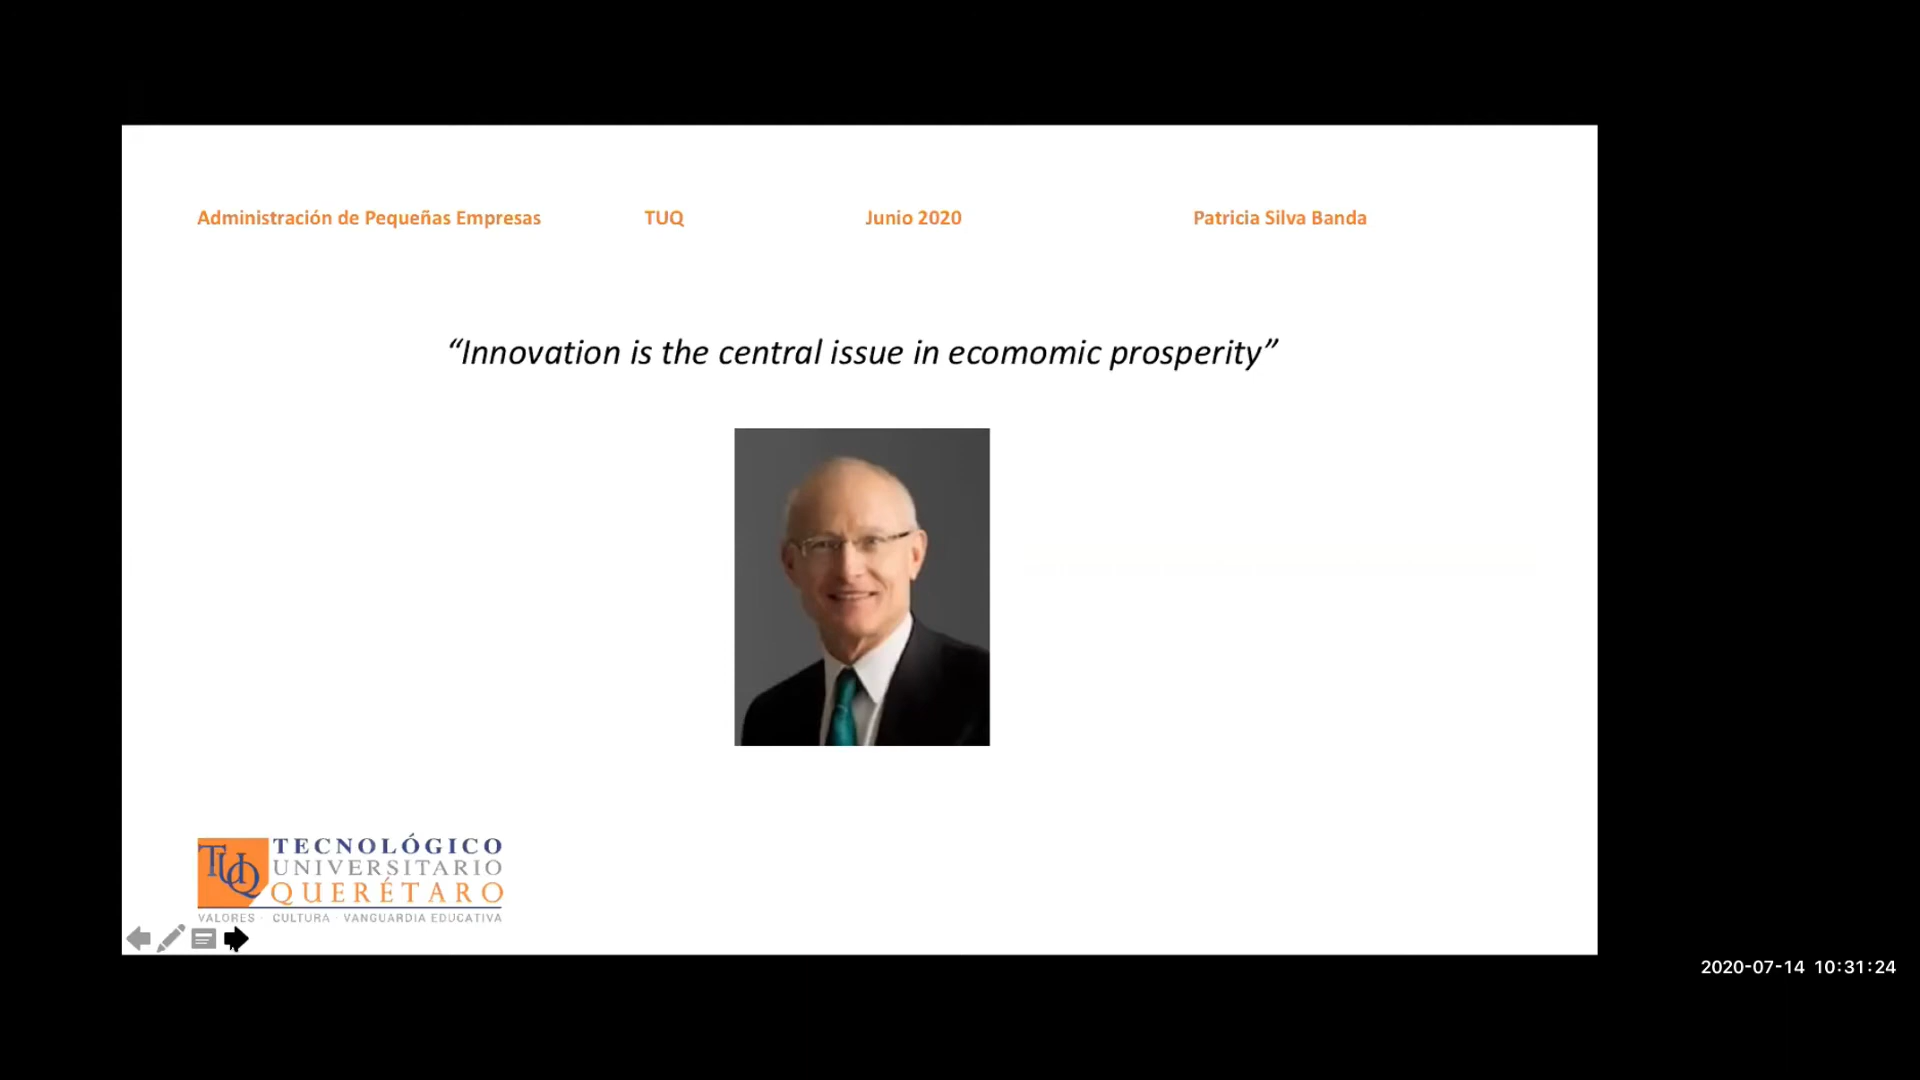 Administración de Pequeñas Empresas TUQ Junio 2020 Patricia Silva Banda
“Innovation is the central issue in ecomomic prosperity”
TUQ
TECNOLÓGICO
UNIVERSITARIO
QUERÉTARO
VALORES · CULTURA · VANGUARDIA EDUCATIVA
2020-07-14 10:31:24